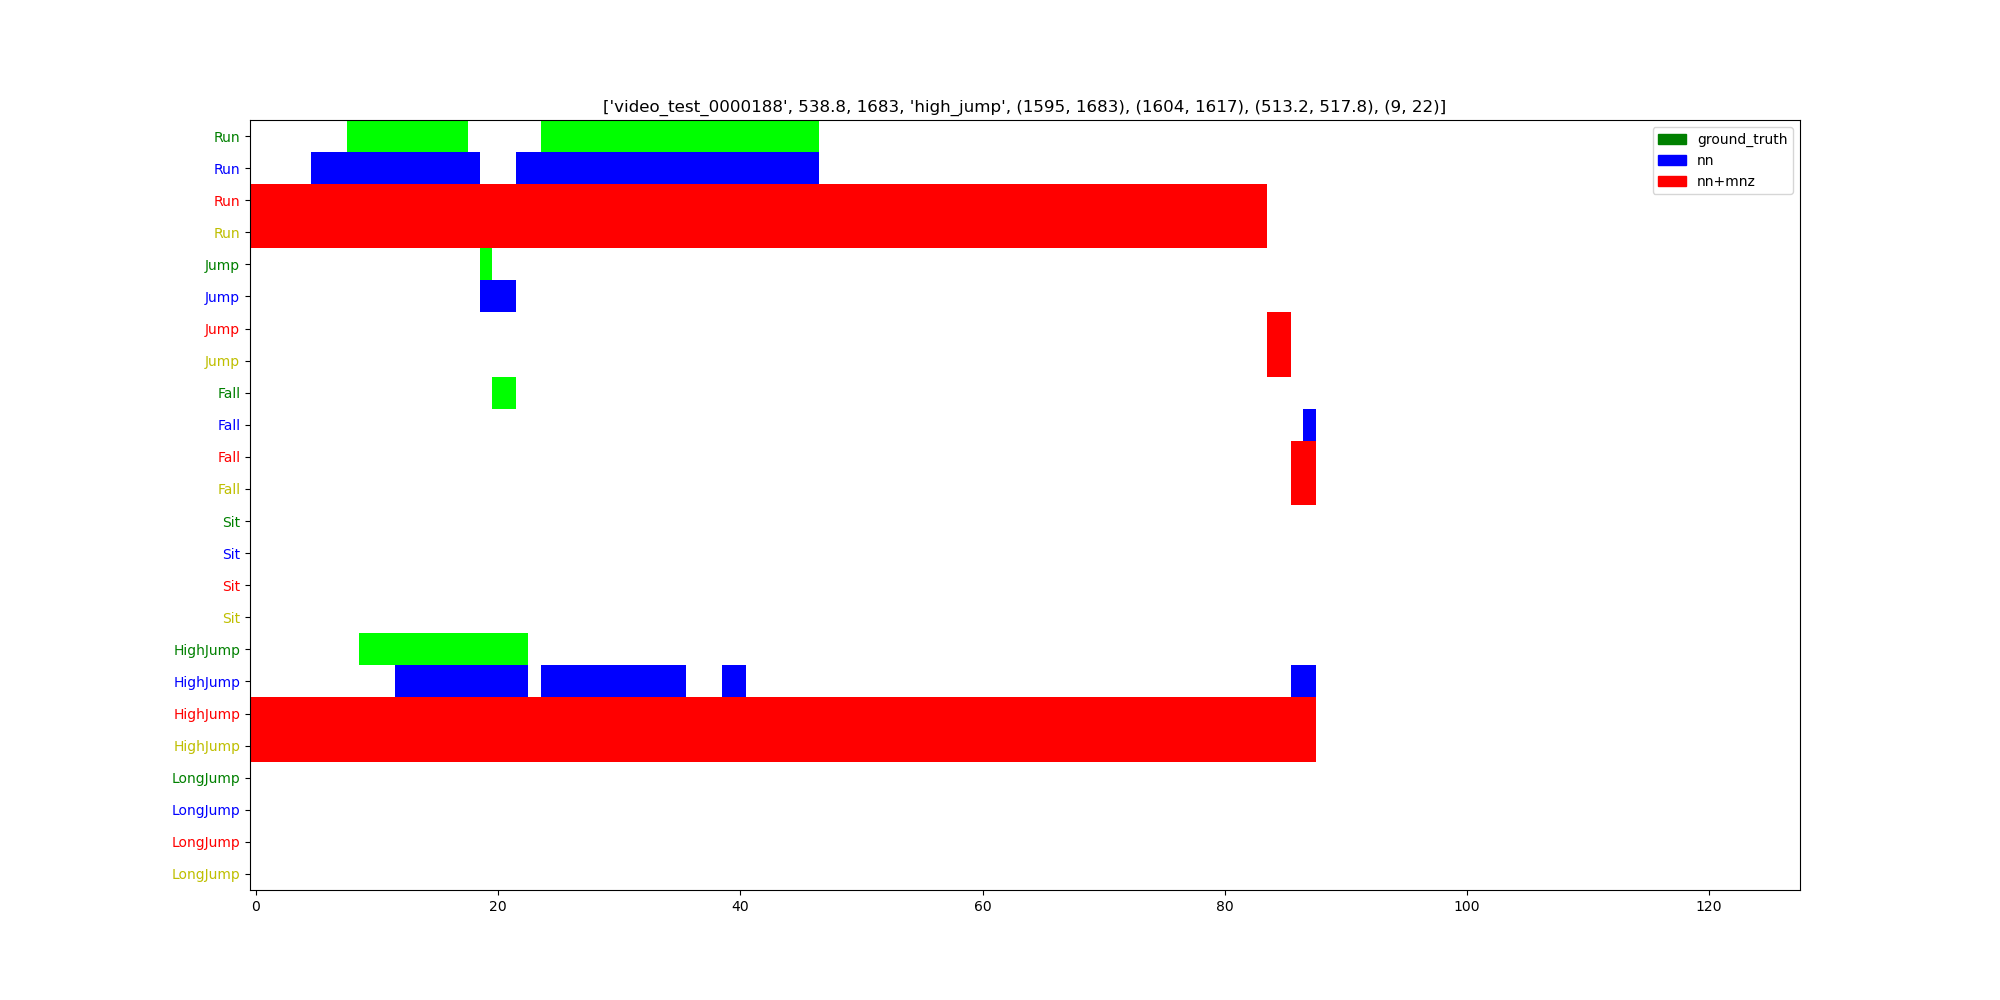 ['video_test_0000188', 538.8, 1683, 'high_jump', (1595, 1683), (1604, 1617), (513.2, 517.8), (9, 22)]
ground_truth
nn
nn+mnz
Run
Run
Run
Run
Jump
Jump
Jump
Jump
Fall
Fall
Fall
Fall
Sit
Sit
Sit
Sit
HighJump
HighJump
HighJump
HighJump
LongJump
LongJump
LongJump
LongJump
0 20 40 60 80 100 120